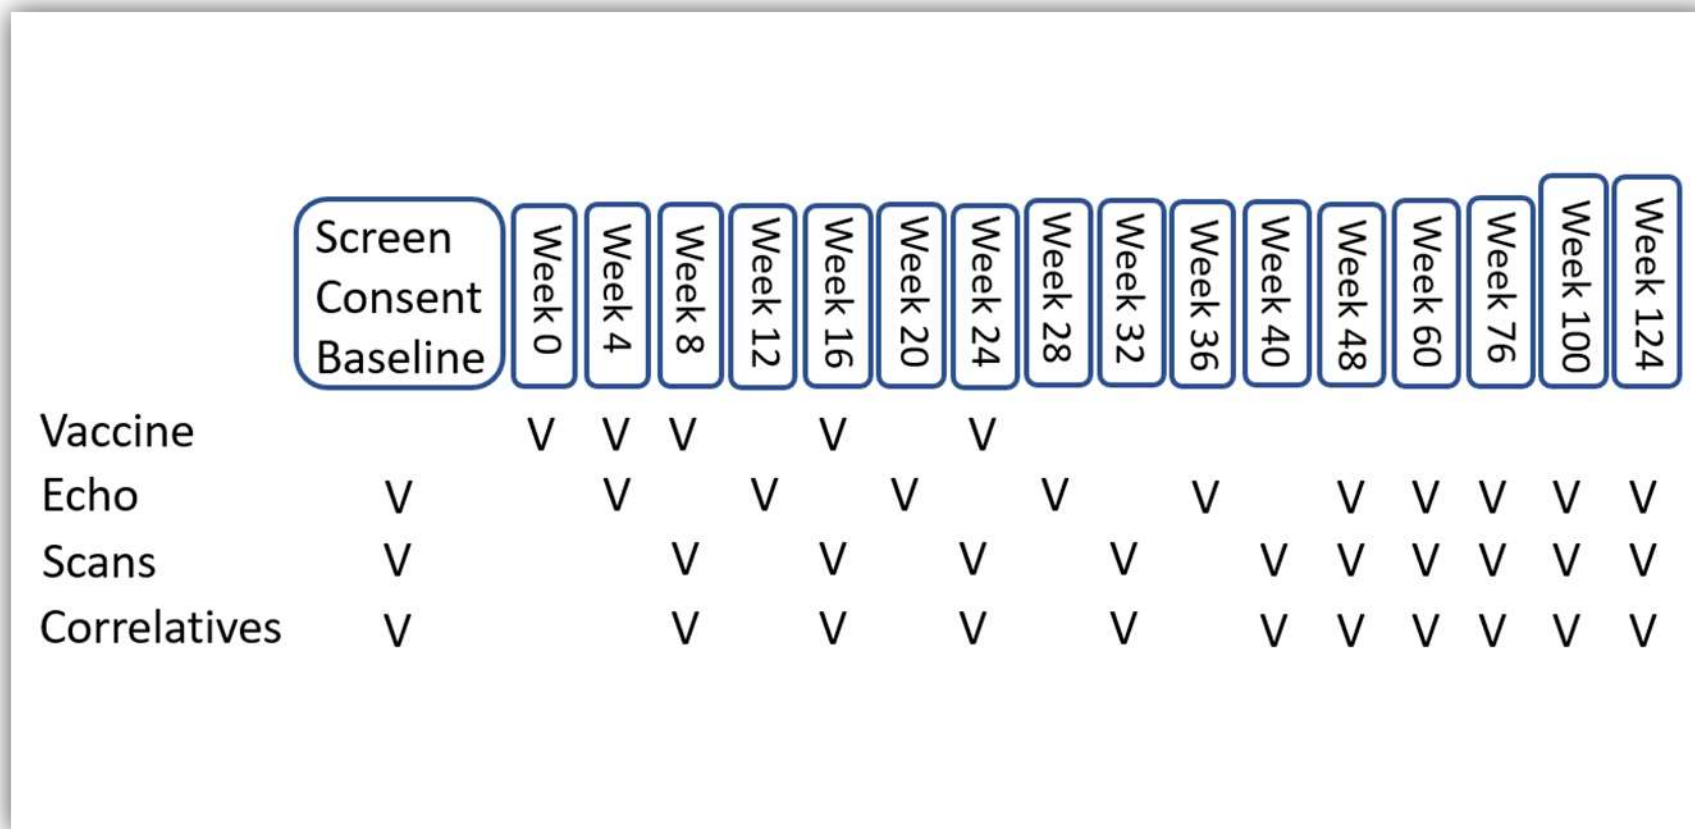 Screen
Consent
Baseline
Week 0
Week 4
Week 8
Week 12
Week 16
Week 20
Week 24
Week 28
Week 32
Week 36
Week 40
Week 48
Week 60
Week 76
Week 100
Week 124
Vaccine V V V V V
Echo V V V V V V V V V V V
Scans V V V V V V V V V V V
Correlatives V V V V V V V V V V V